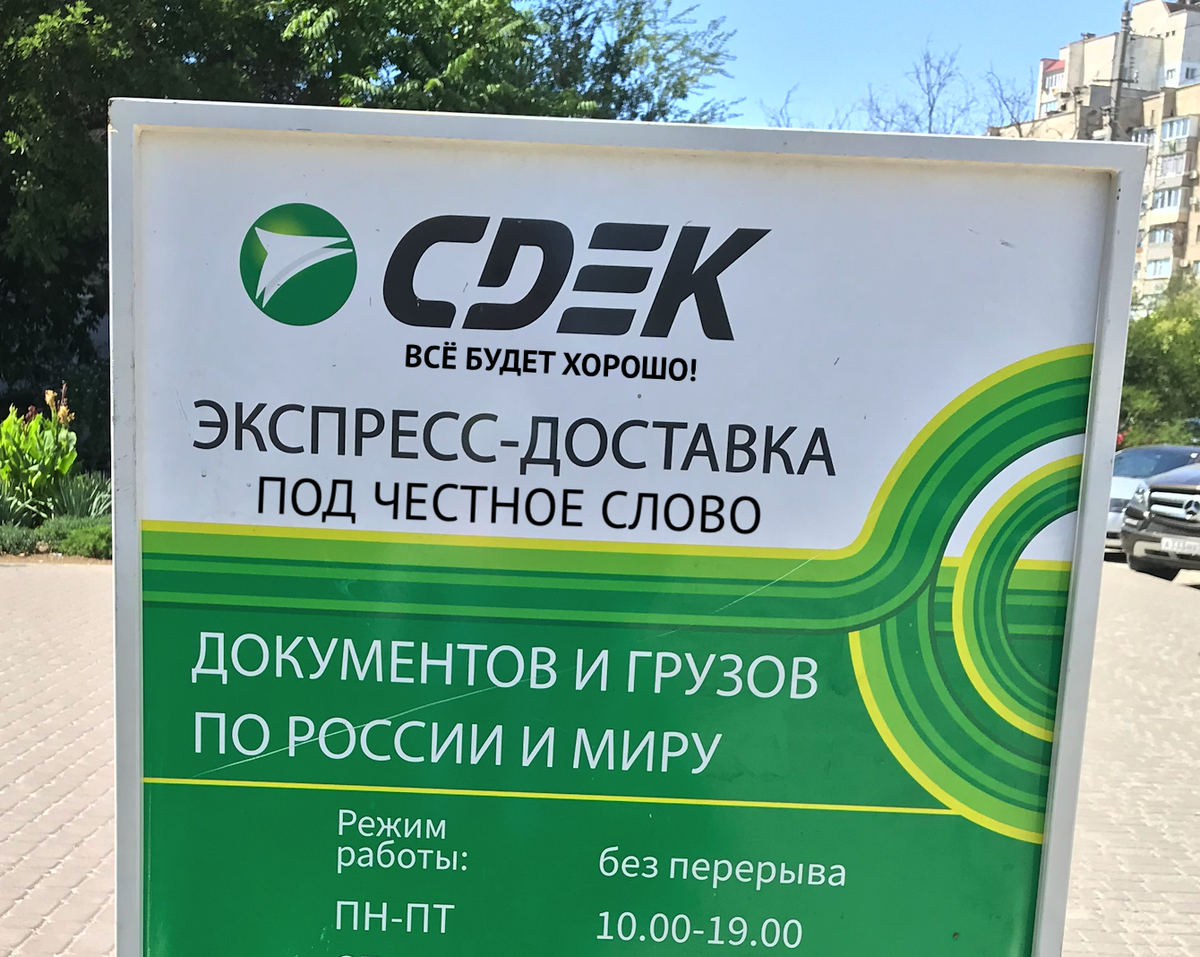 CDEK
ВСЁ БУДЕТ ХОРОШО!
ЭКСПРЕСС-ДОСТАВКА
ПОД ЧЕСТНОЕ СЛОВО
ДОКУМЕНТОВ И ГРУЗОВ
ПО РОССИИ И МИРУ
Режим
работы:
без перерыва
ПН-ПТ 10.00-19.00